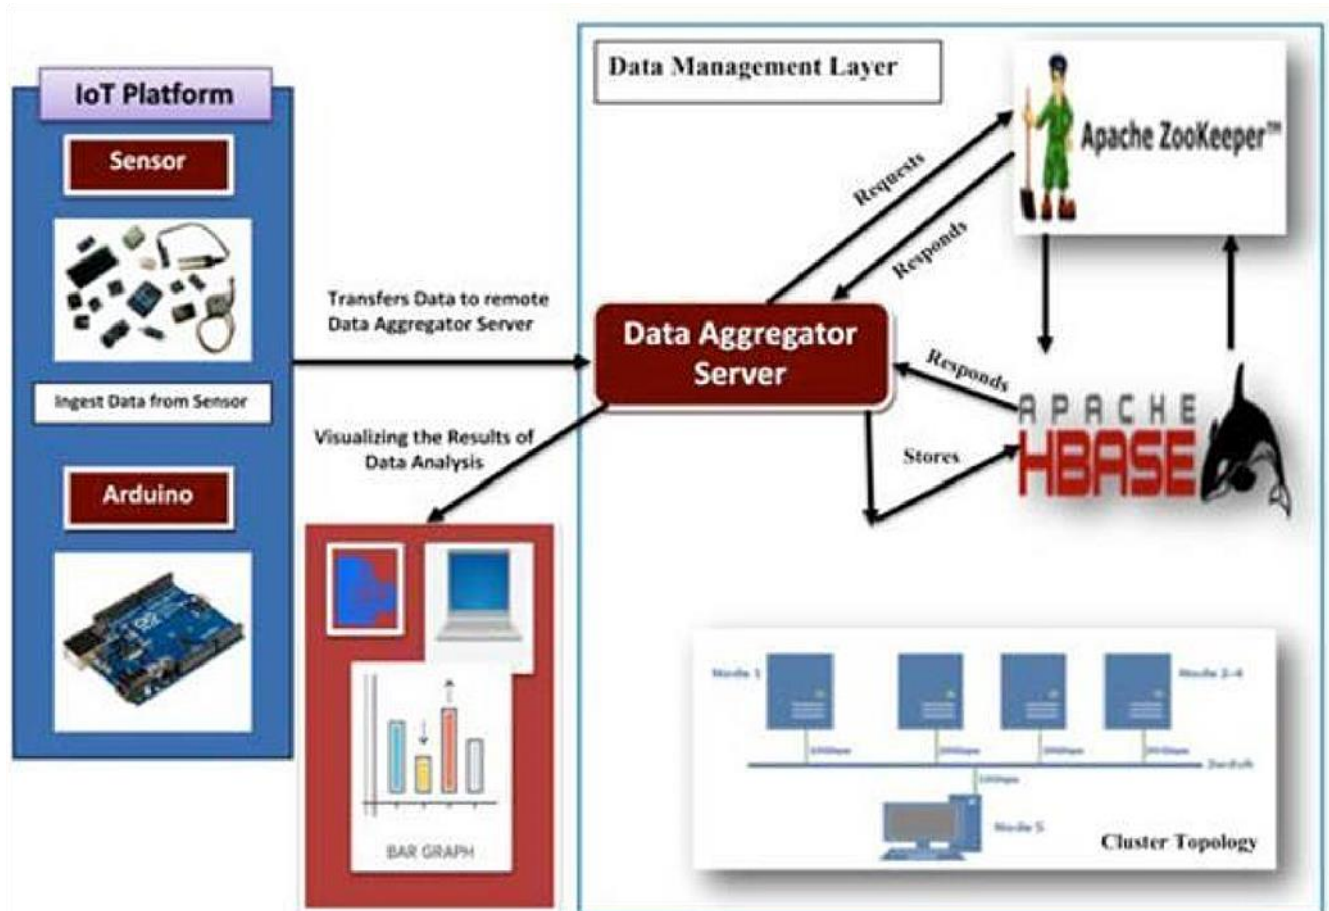 IoT Platform
Sensor
Ingest Data from Sensor
Arduino
Transfers Data to remote
Data Aggregator Server
Visualizing the Results of
Data Analysis
BAR GRAPH
Data Management Layer
Apache ZooKeeper™
Requests
Responds
Data Aggregator
Server
Responds
Stores
APACHE
HBASE
Node 1
Node 2-4
Node 5
Cluster Topology